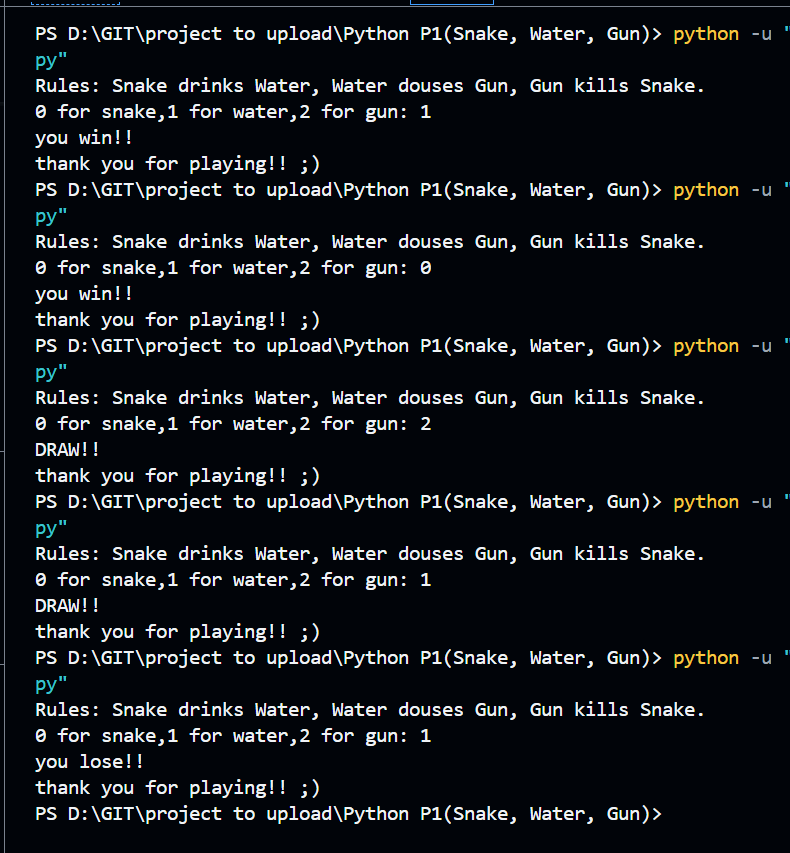 PS D:\GIT\project to upload\Python P1(Snake, Water, Gun)> python -u "
py"
Rules: Snake drinks Water, Water douses Gun, Gun kills Snake.
0 for snake,1 for water,2 for gun: 1
you win!!
thank you for playing!! ;)
PS D:\GIT\project to upload\Python P1(Snake, Water, Gun)> python -u "
py"
Rules: Snake drinks Water, Water douses Gun, Gun kills Snake.
0 for snake,1 for water,2 for gun: 0
you win!!
thank you for playing!! ;)
PS D:\GIT\project to upload\Python P1(Snake, Water, Gun)> python -u "
py"
Rules: Snake drinks Water, Water douses Gun, Gun kills Snake.
0 for snake,1 for water,2 for gun: 2
DRAW!!
thank you for playing!! ;)
PS D:\GIT\project to upload\Python P1(Snake, Water, Gun)> python -u "
py"
Rules: Snake drinks Water, Water douses Gun, Gun kills Snake.
0 for snake,1 for water,2 for gun: 1
DRAW!!
thank you for playing!! ;)
PS D:\GIT\project to upload\Python P1(Snake, Water, Gun)> python -u "
py"
Rules: Snake drinks Water, Water douses Gun, Gun kills Snake.
0 for snake,1 for water,2 for gun: 1
you lose!!
thank you for playing!! ;)
PS D:\GIT\project to upload\Python P1(Snake, Water, Gun)>